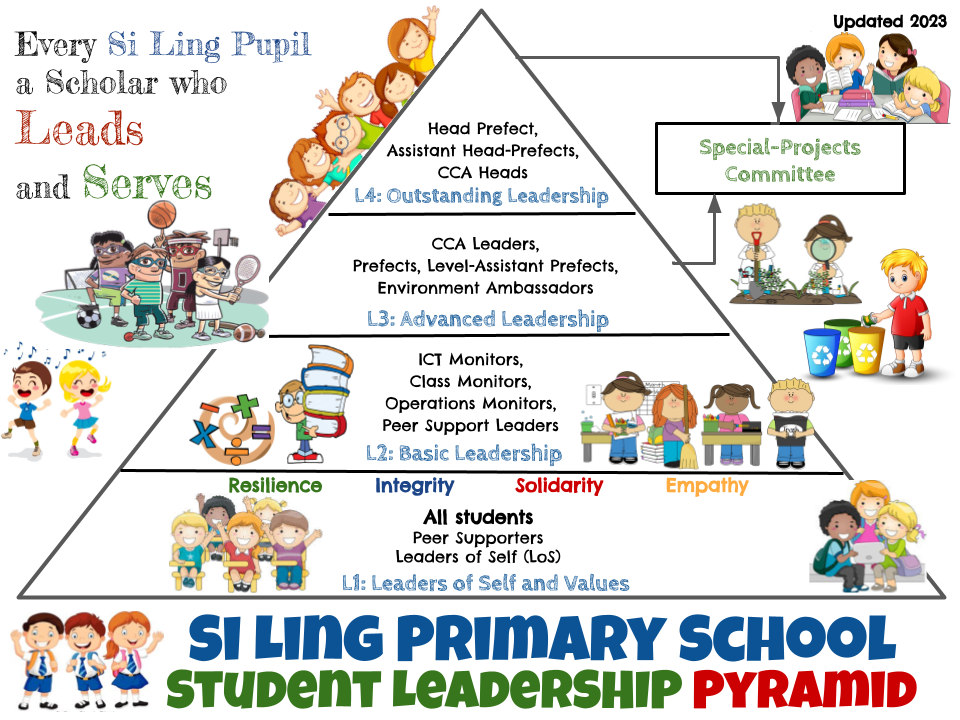 Updated 2023
Every Si Ling Pupil
a Scholar who
Leads
and Serves
Head Prefect,
Assistant Head-Prefects,
CCA Heads
L4: Outstanding Leadership
Special-Projects
Committee
CCA Leaders,
Prefects, Level-Assistant Prefects,
Environment Ambassadors
L3: Advanced Leadership
ICT Monitors,
Class Monitors,
Operations Monitors,
Peer Support Leaders
L2: Basic Leadership
Resilience Integrity Solidarity Empathy
All students
Peer Supporters
Leaders of Self (LoS)
L1: Leaders of Self and Values
SI LING PRIMARY SCHOOL
STUDENT LEADERSHIP PYRAMID